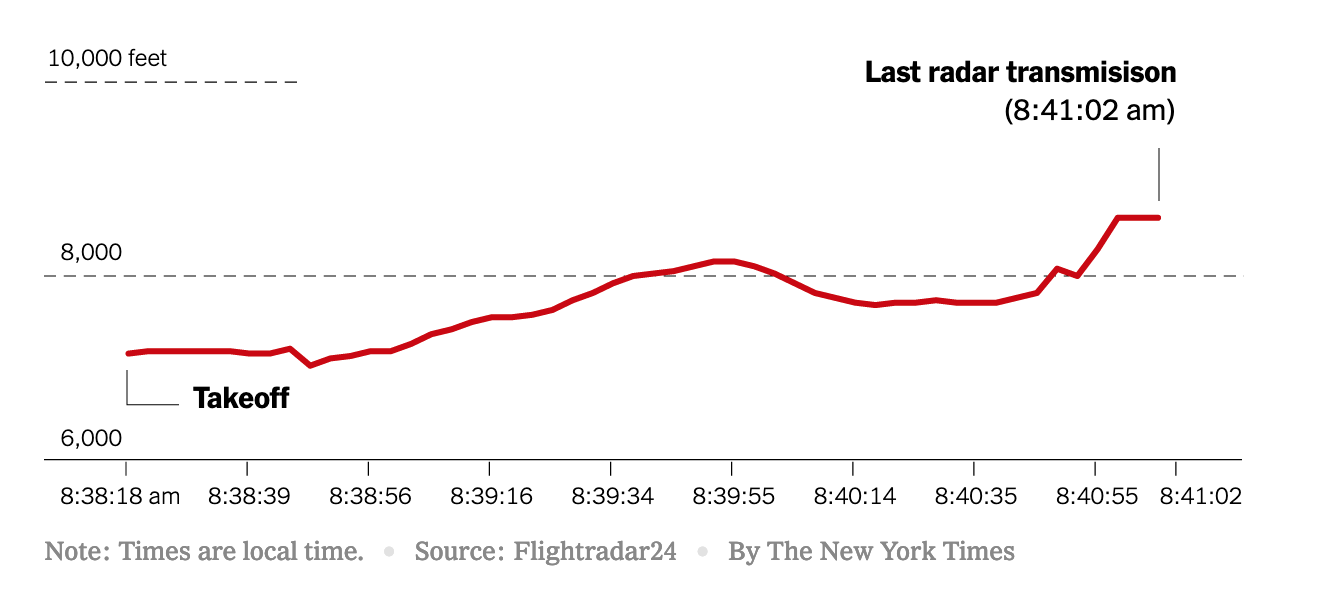 10,000 feet
Last radar transmisison
(8:41:02 am)
8,000
Takeoff
6,000
8:38:18 am 8:38:39 8:38:56 8:39:16 8:39:34 8:39:55 8:40:14 8:40:35 8:40:55 8:41:02
Note: Times are local time. • Source: Flightradar24 • By The New York Times